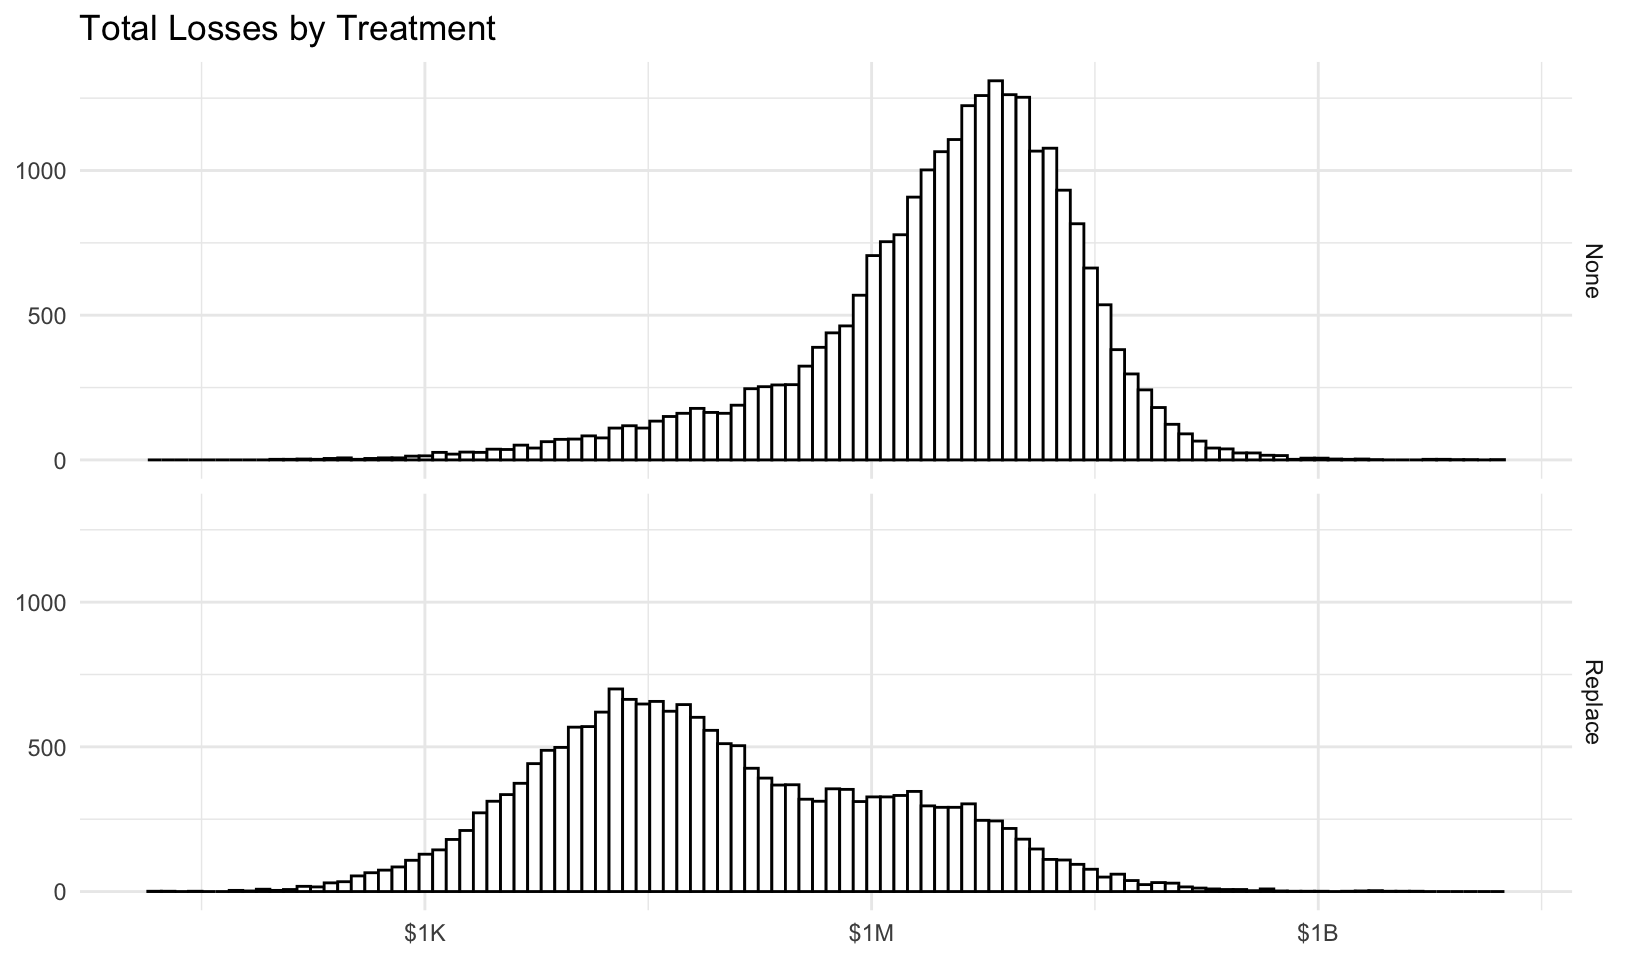 Total Losses by Treatment
1000
500
0
None
1000
500
0
Replace
$1K
$1M
$1B